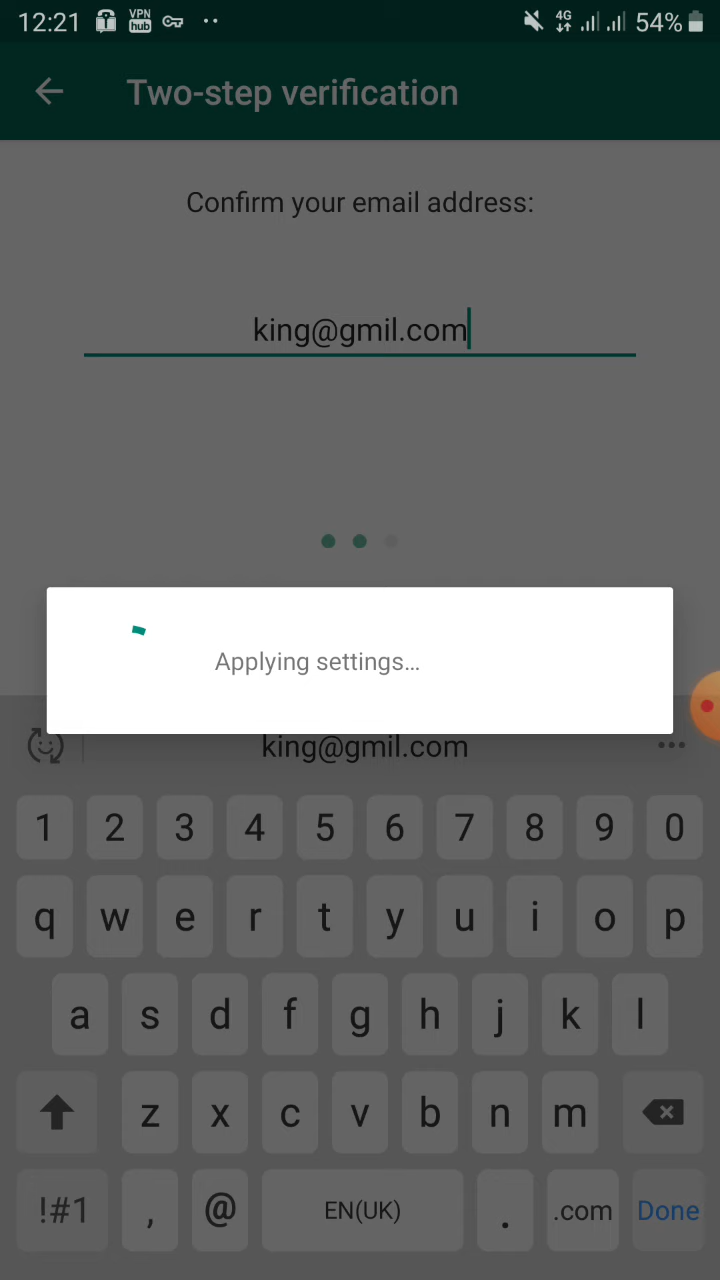 12:21 VPN hub 4G 54%
Two-step verification
Confirm your email address:
king@gmil.com
Applying settings...
king@gmil.com
1 2 3 4 5 6 7 8 9 0
q w e r t y u i o p
a s d f g h j k l
z x c v b n m
!#1 , @ EN(UK) . .com Done